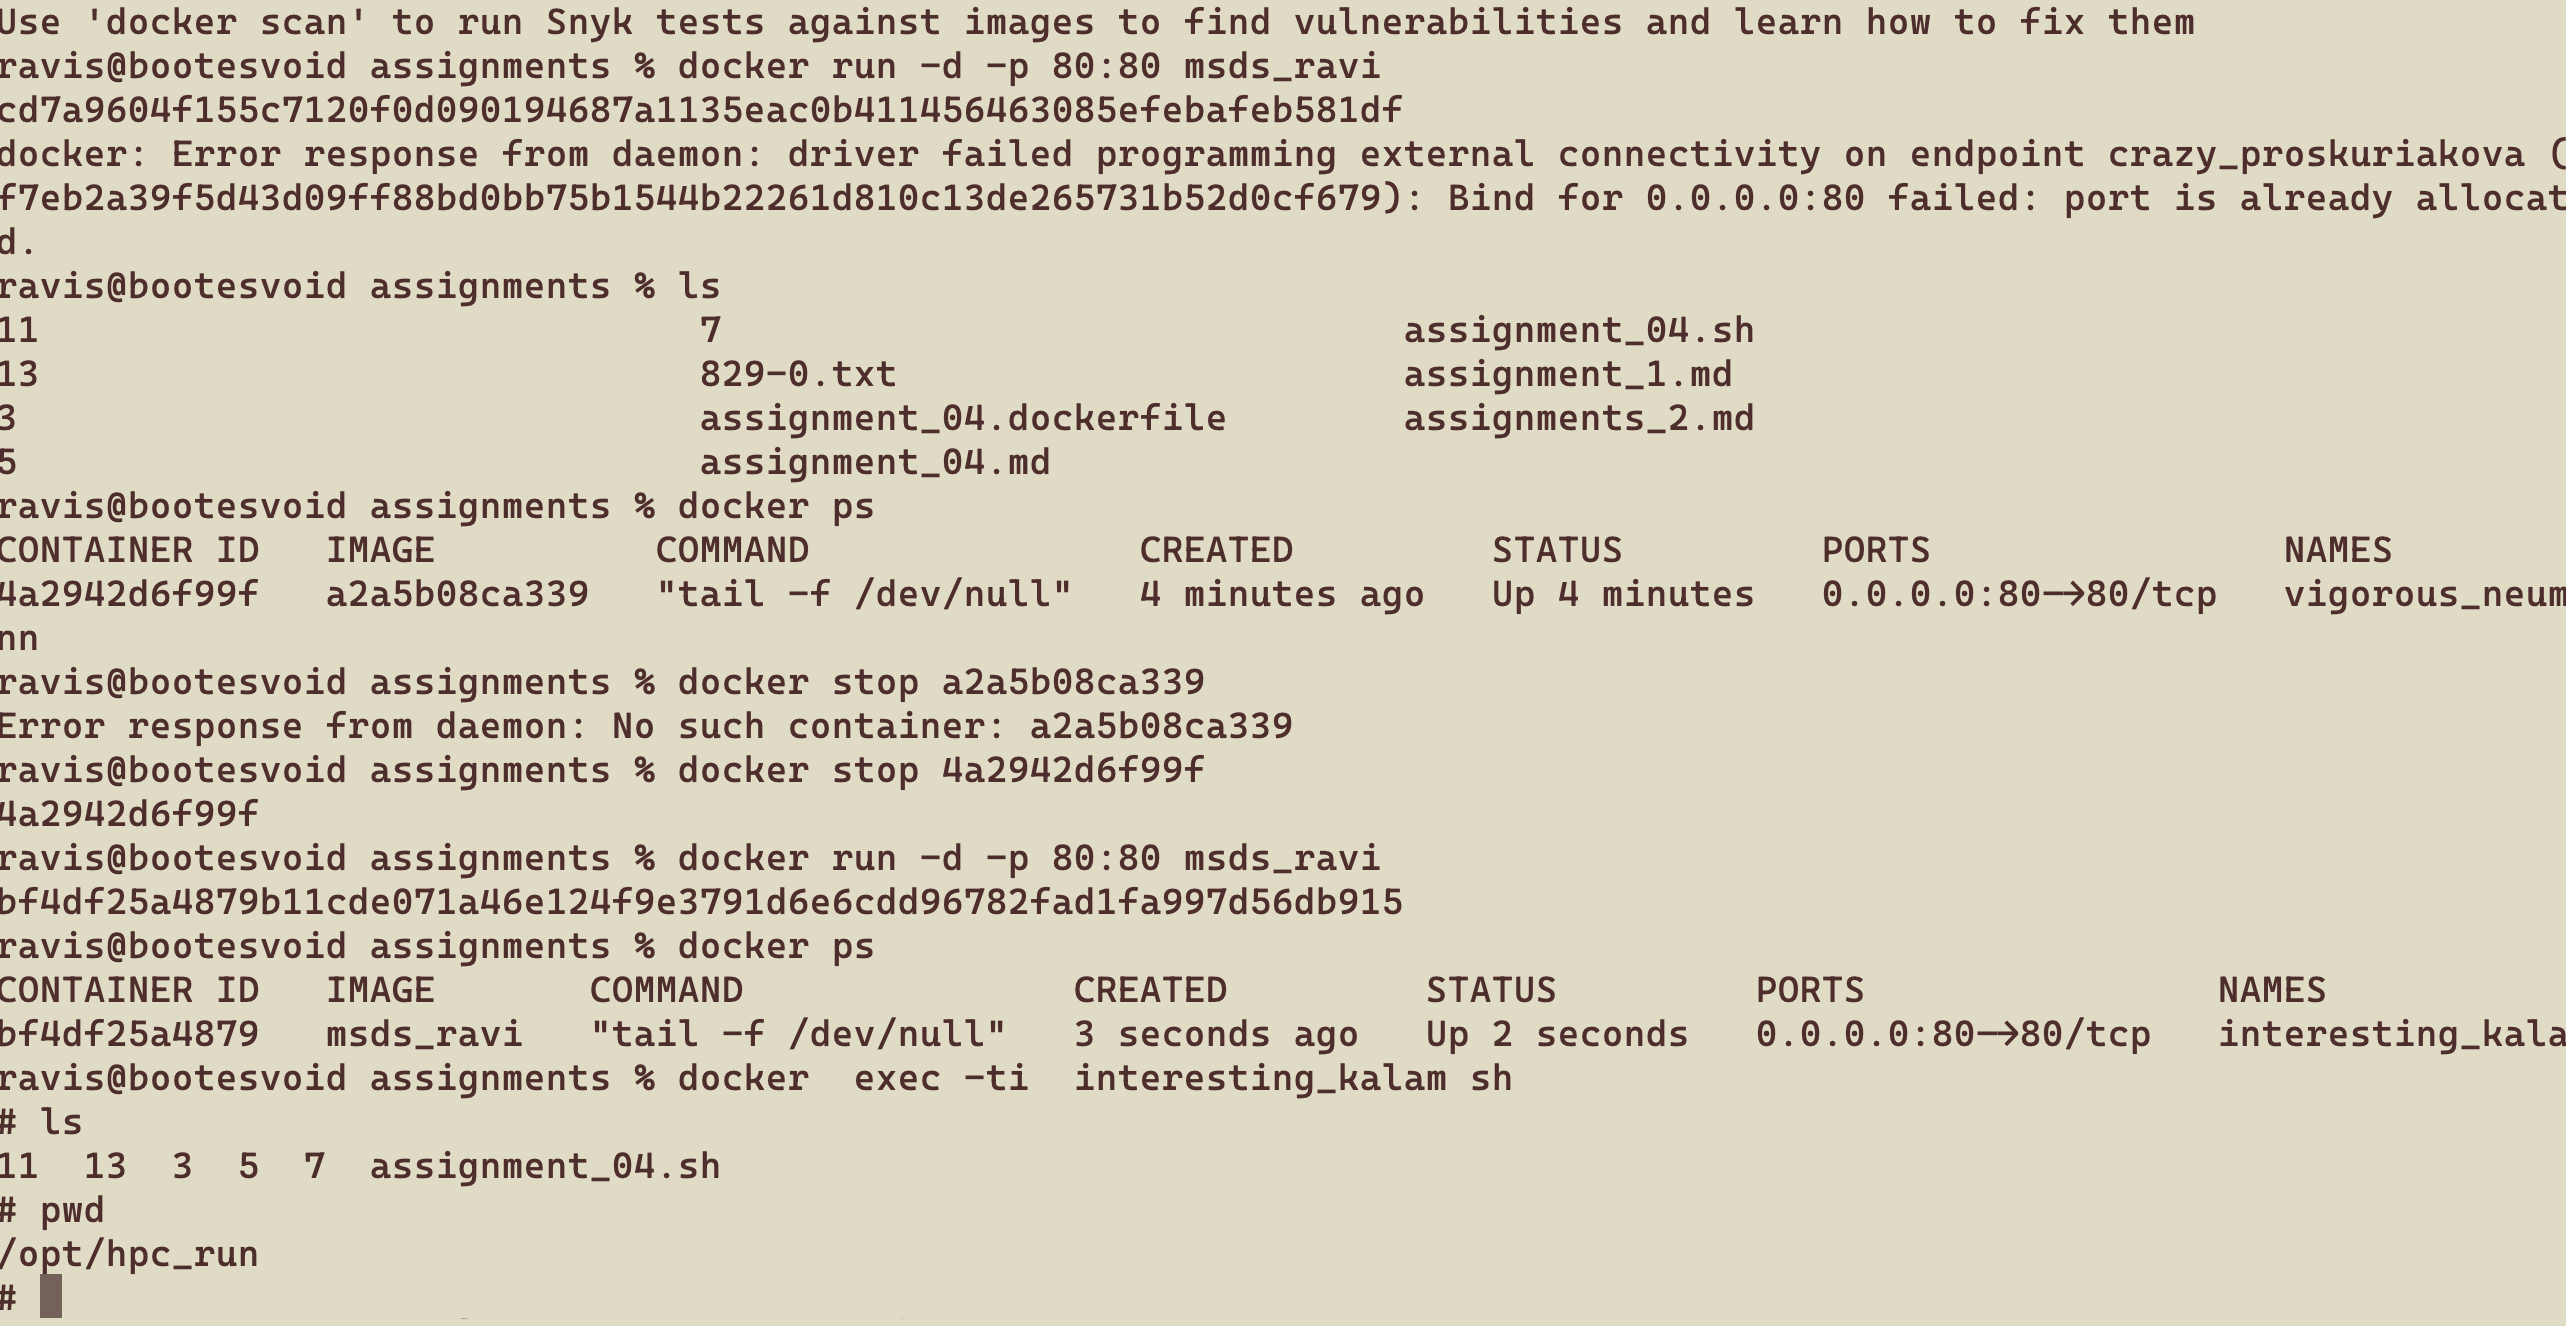 Use 'docker scan' to run Snyk tests against images to find vulnerabilities and learn how to fix them
ravis@bootesvoid assignments % docker run -d -p 80:80 msds_ravi
cd7a9604f155c7120f0d090194687a1135eac0b411456463085efebafeb581df
docker: Error response from daemon: driver failed programming external connectivity on endpoint crazy_proskuriakova (
f7eb2a39f5d43d09ff88bd0bb75b1544b22261d810c13de265731b52d0cf679): Bind for 0.0.0.0:80 failed: port is already allocat
d.
ravis@bootesvoid assignments % ls
11 7 assignment_04.sh
13 829-0.txt assignment_1.md
3 assignment_04.dockerfile assignments_2.md
5 assignment_04.md
ravis@bootesvoid assignments % docker ps
CONTAINER ID IMAGE COMMAND CREATED STATUS PORTS NAMES
4a2942d6f99f a2a5b08ca339 "tail -f /dev/null" 4 minutes ago Up 4 minutes 0.0.0.0:80->80/tcp vigorous_neum
nn
ravis@bootesvoid assignments % docker stop a2a5b08ca339
Error response from daemon: No such container: a2a5b08ca339
ravis@bootesvoid assignments % docker stop 4a2942d6f99f
4a2942d6f99f
ravis@bootesvoid assignments % docker run -d -p 80:80 msds_ravi
bf4df25a4879b11cde071a46e124f9e3791d6e6cdd96782fad1fa997d56db915
ravis@bootesvoid assignments % docker ps
CONTAINER ID IMAGE COMMAND CREATED STATUS PORTS NAMES
bf4df25a4879 msds_ravi "tail -f /dev/null" 3 seconds ago Up 2 seconds 0.0.0.0:80->80/tcp interesting_kala
ravis@bootesvoid assignments % docker exec -ti interesting_kalam sh
# ls
11 13 3 5 7 assignment_04.sh
# pwd
/opt/hpc_run
#